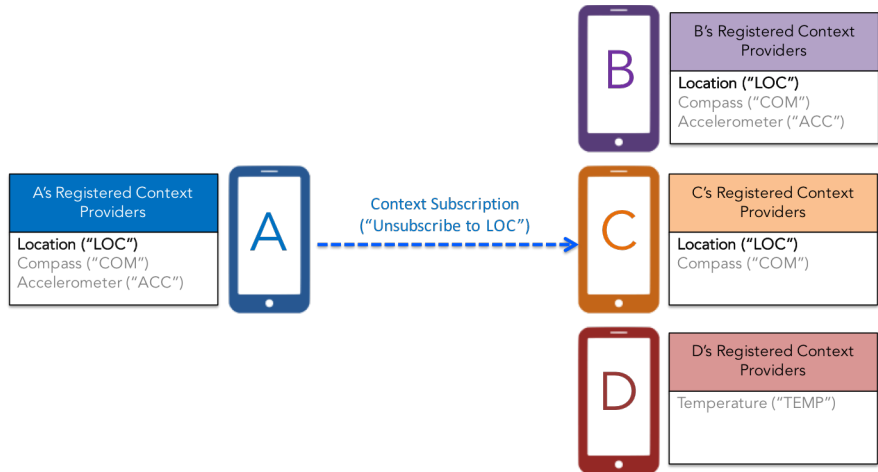 B
B's Registered Context
Providers
Location (“LOC”)
Compass (“COM”)
Accelerometer (“ACC”)
A's Registered Context
Providers
Location (“LOC”)
Compass (“COM”)
Accelerometer (“ACC”)
A
Context Subscription
(“Unsubscribe to LOC”)
C
C's Registered Context
Providers
Location (“LOC”)
Compass (“COM”)
D
D's Registered Context
Providers
Temperature (“TEMP”)